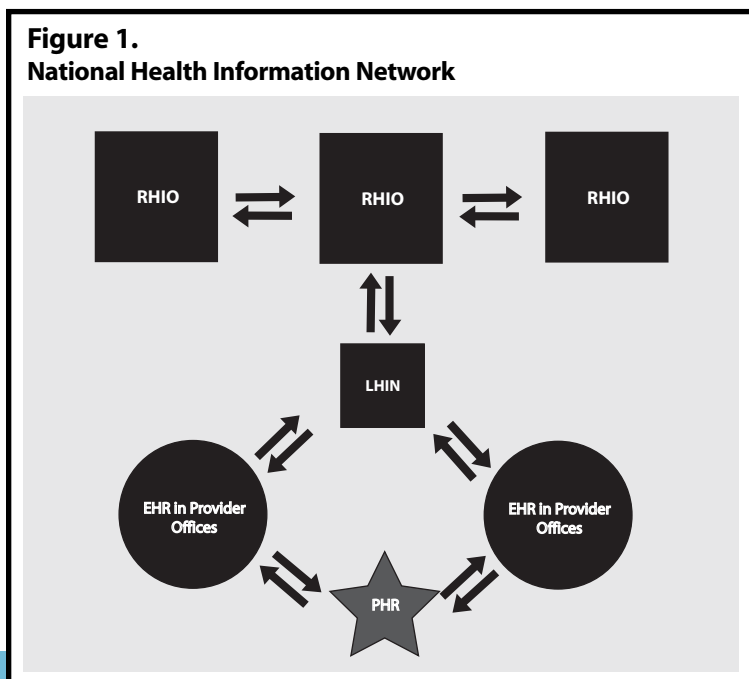 Figure 1.
National Health Information Network
RHIO
RHIO
RHIO
LHIN
EHR in Provider
Offices
EHR in Provider
Offices
PHR